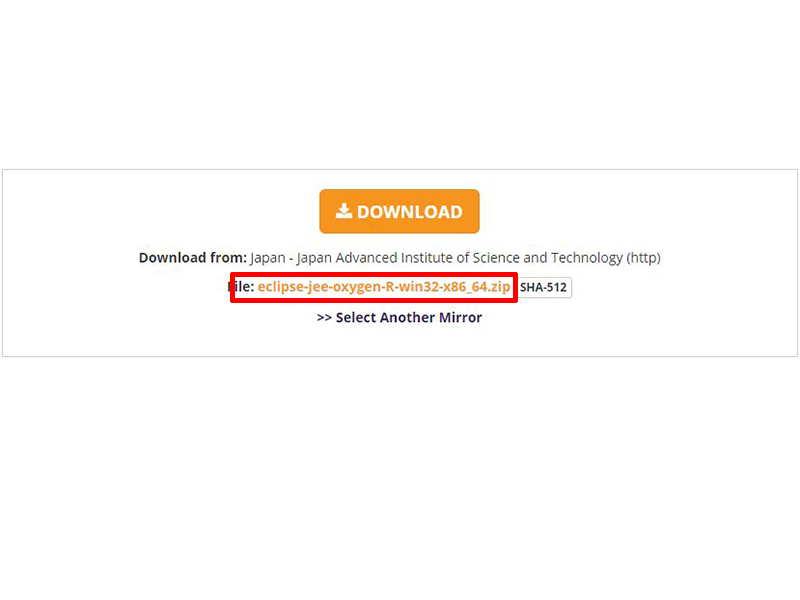 DOWNLOAD
Download from: Japan - Japan Advanced Institute of Science and Technology (http)
File: eclipse-jee-oxygen-R-win32-x86_64.zip SHA-512
>> Select Another Mirror